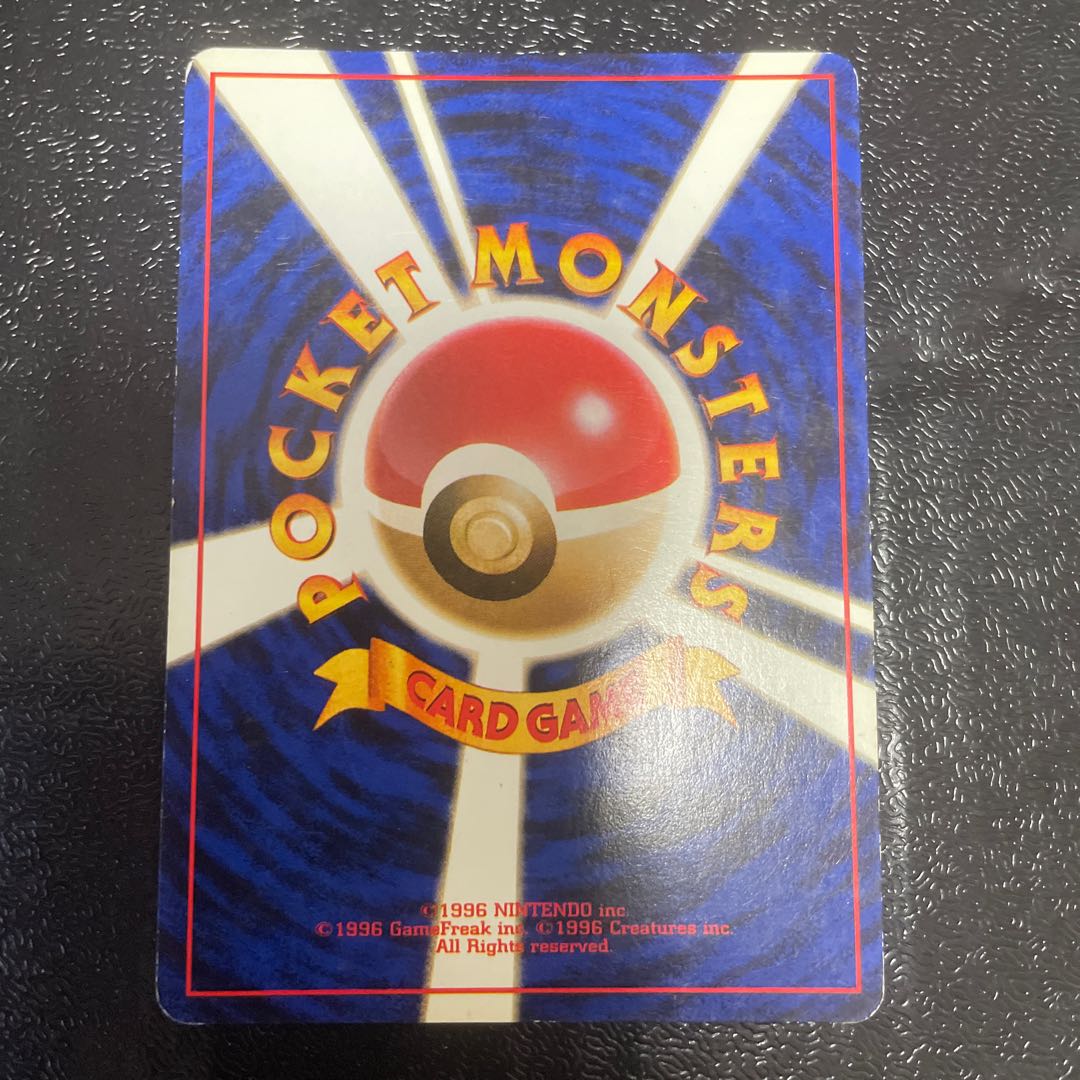 POCKET MONSTERS
CARD GAME
©1996 NINTENDO inc.
©1996 GameFreak inc. ©1996 Creatures inc.
All Rights reserved.